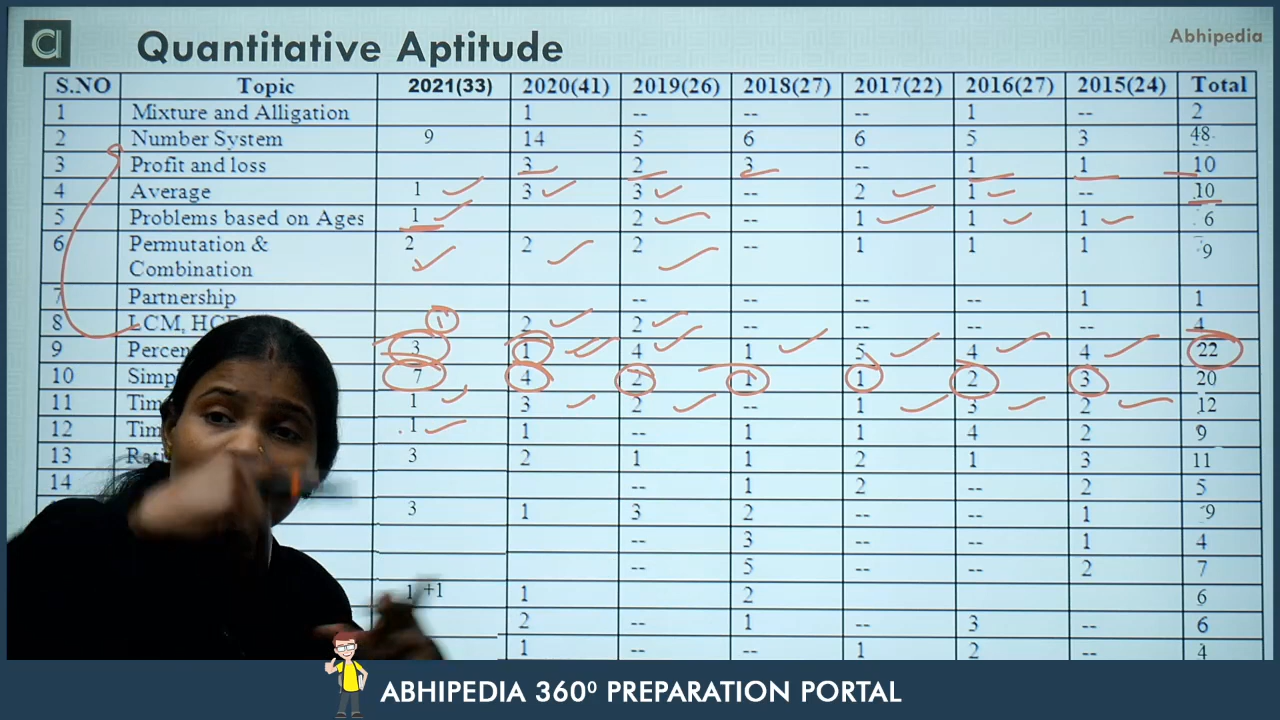 Quantitative Aptitude
Abhipedia
S.NO Topic 2021(33) 2020(41) 2019(26) 2018(27) 2017(22) 2016(27) 2015(24) Total
1 Mixture and Alligation 1 -- -- -- 1 -- 2
2 Number System 9 14 5 6 6 5 3 48
3 Profit and loss 3 2 3 -- 1 1 10
4 Average 1 3 3 -- 2 1 10
5 Problems based on Ages 1 2 -- 1 1 1 6
6 Permutation & 2 2 2 -- 1 1 1 9
Combination
7 Partnership -- -- -- -- 1 1
8 LCM, 1 2 2 -- -- -- -- 4
9 3 1 4 1 5 4 4 22
10 7 4 2 1 1 2 3 20
11 1 3 2 -- 1 3 2 12
12 1 1 -- 1 1 4 2 9
13 3 2 1 1 2 1 3 11
14 -- 1 2 2 5
3 1 3 2 -- -- 1 9
-- 3 -- -- 1 4
-- 5 -- -- 2 7
1 +1 1 2 6
2 -- 1 -- 3 -- 6
1 -- -- 1 2 -- 4
ABHIPEDIA 360⁰ PREPARATION PORTAL